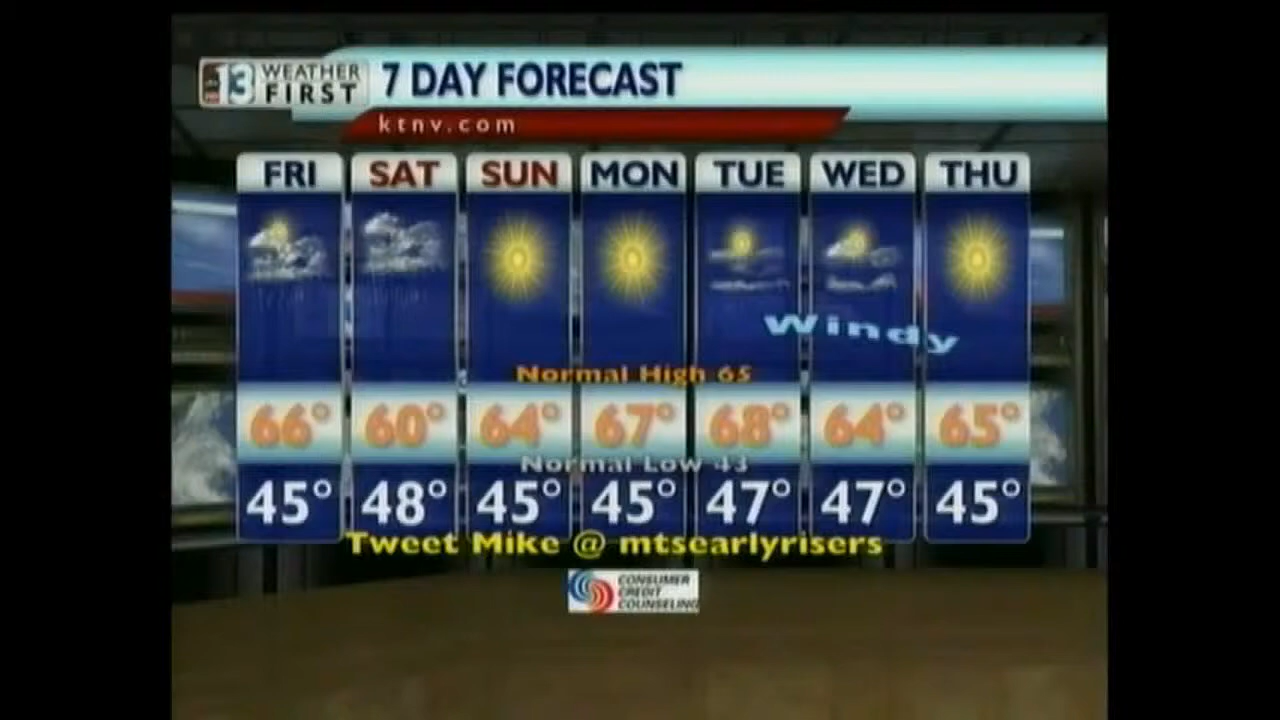 13 WEATHER FIRST
7 DAY FORECAST
ktnv.com
FRI SAT SUN MON TUE WED THU
Windy
Normal High 65
66° 60° 64° 67° 68° 64° 65°
Normal Low 43
45° 48° 45° 45° 47° 47° 45°
Tweet Mike @ mtsearlyrisers
CONSUMER
CREDIT
COUNSELING